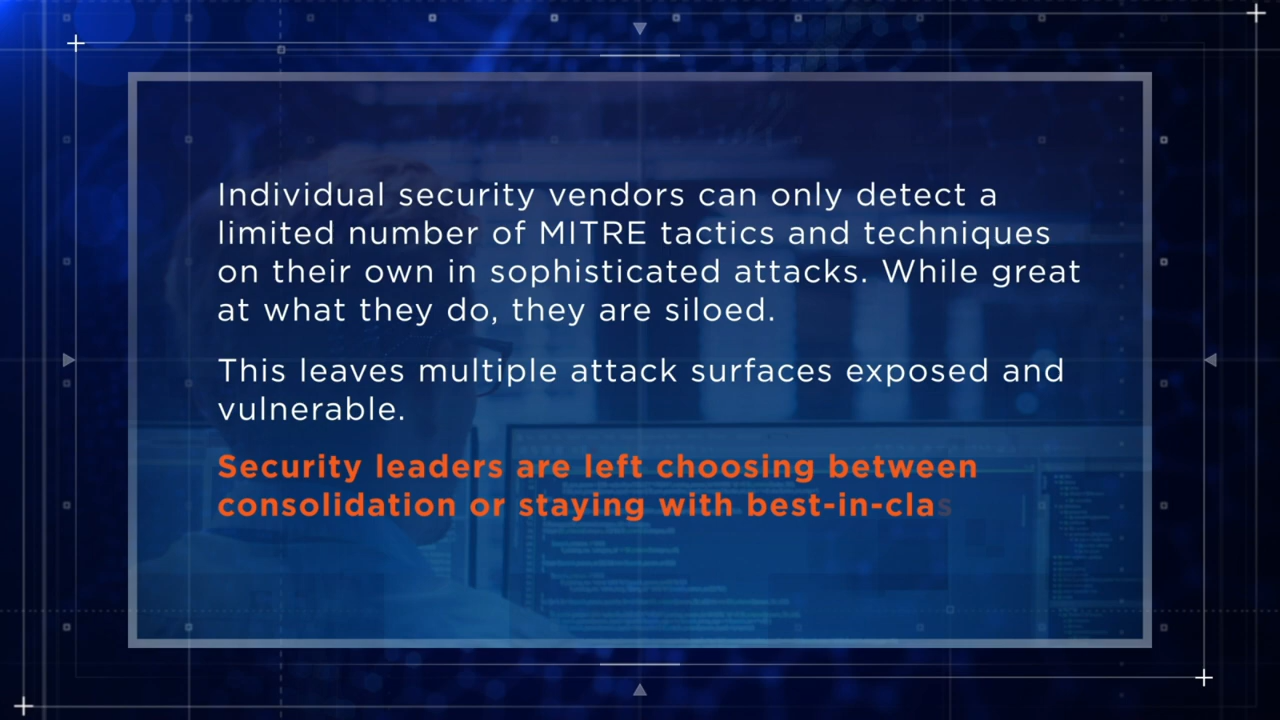 Individual security vendors can only detect a
limited number of MITRE tactics and techniques
on their own in sophisticated attacks. While great
at what they do, they are siloed.
This leaves multiple attack surfaces exposed and
vulnerable.
Security leaders are left choosing between
consolidation or staying with best-in-clas